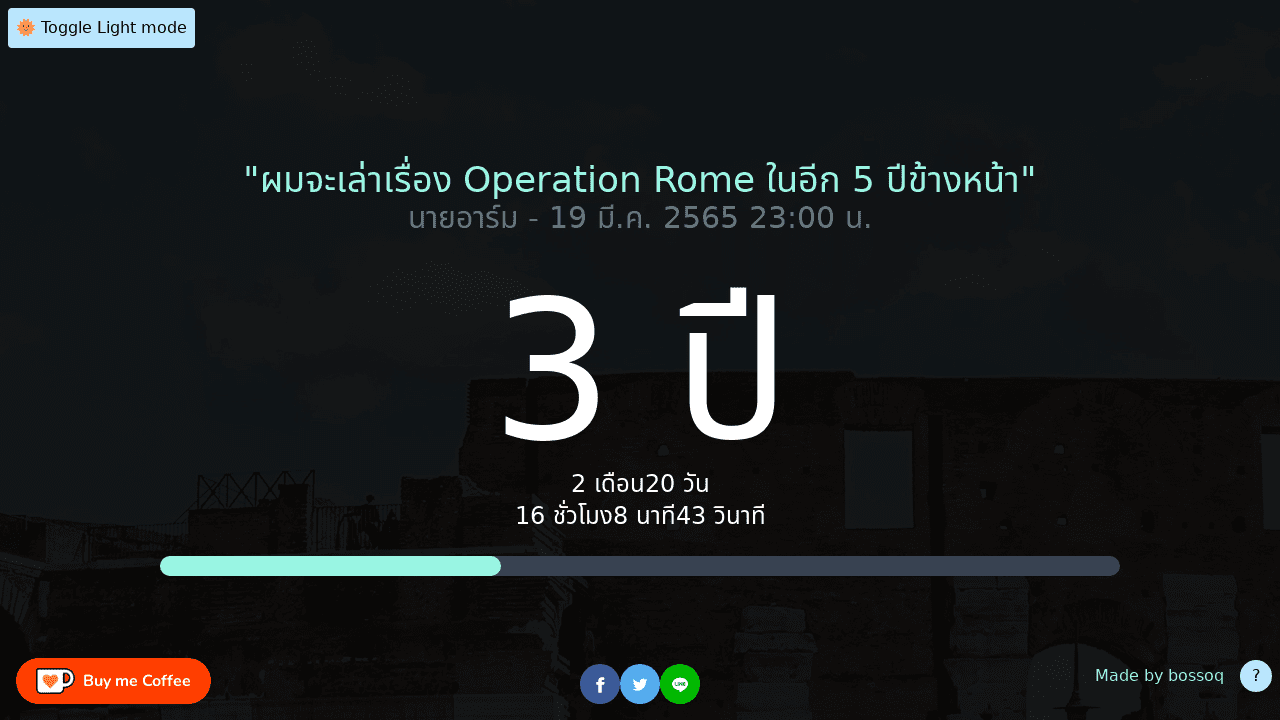 🌞 Toggle Light mode
"ผมจะเล่าเรื่อง Operation Rome ในอีก 5 ปีข้างหน้า"
นายอาร์ม - 19 มี.ค. 2565 23:00 น.
3 ปี
2 เดือน20 วัน
16 ชั่วโมง8 นาที43 วินาที
Buy me Coffee
LINE
Made by bossoq
?